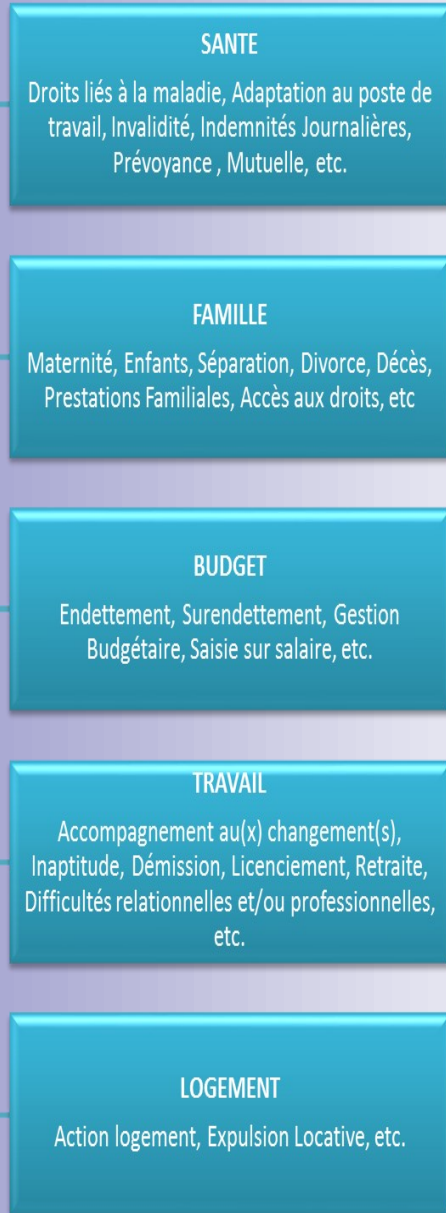 SANTE
Droits liés à la maladie, Adaptation au poste de
travail, Invalidité, Indemnités Journalières,
Prévoyance , Mutuelle, etc.
FAMILLE
Maternité, Enfants, Séparation, Divorce, Décès,
Prestations Familiales, Accès aux droits, etc
BUDGET
Endettement, Surendettement, Gestion
Budgétaire, Saisie sur salaire, etc.
TRAVAIL
Accompagnement au(x) changement(s),
Inaptitude, Démission, Licenciement, Retraite,
Difficultés relationnelles et/ou professionnelles,
etc.
LOGEMENT
Action logement, Expulsion Locative, etc.